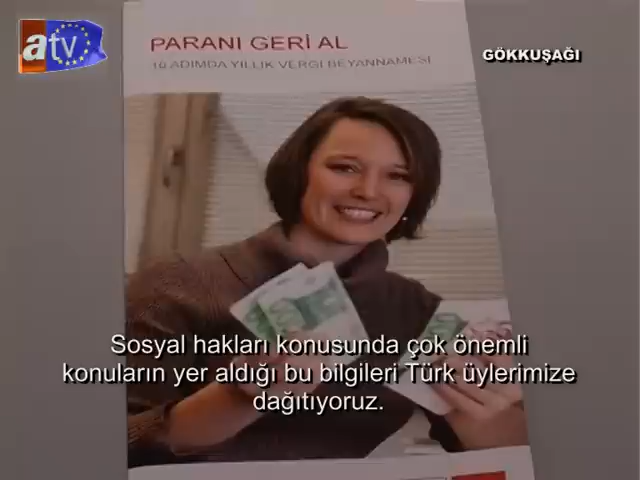 atv
GÖKKUŞAĞI
PARANI GERİ AL
10 ADIMDA YILLIK VERGİ BEYANNAMESİ
Sosyal hakları konusunda çok önemli
konuların yer aldığı bu bilgileri Türk üylerimize
dağıtıyoruz.